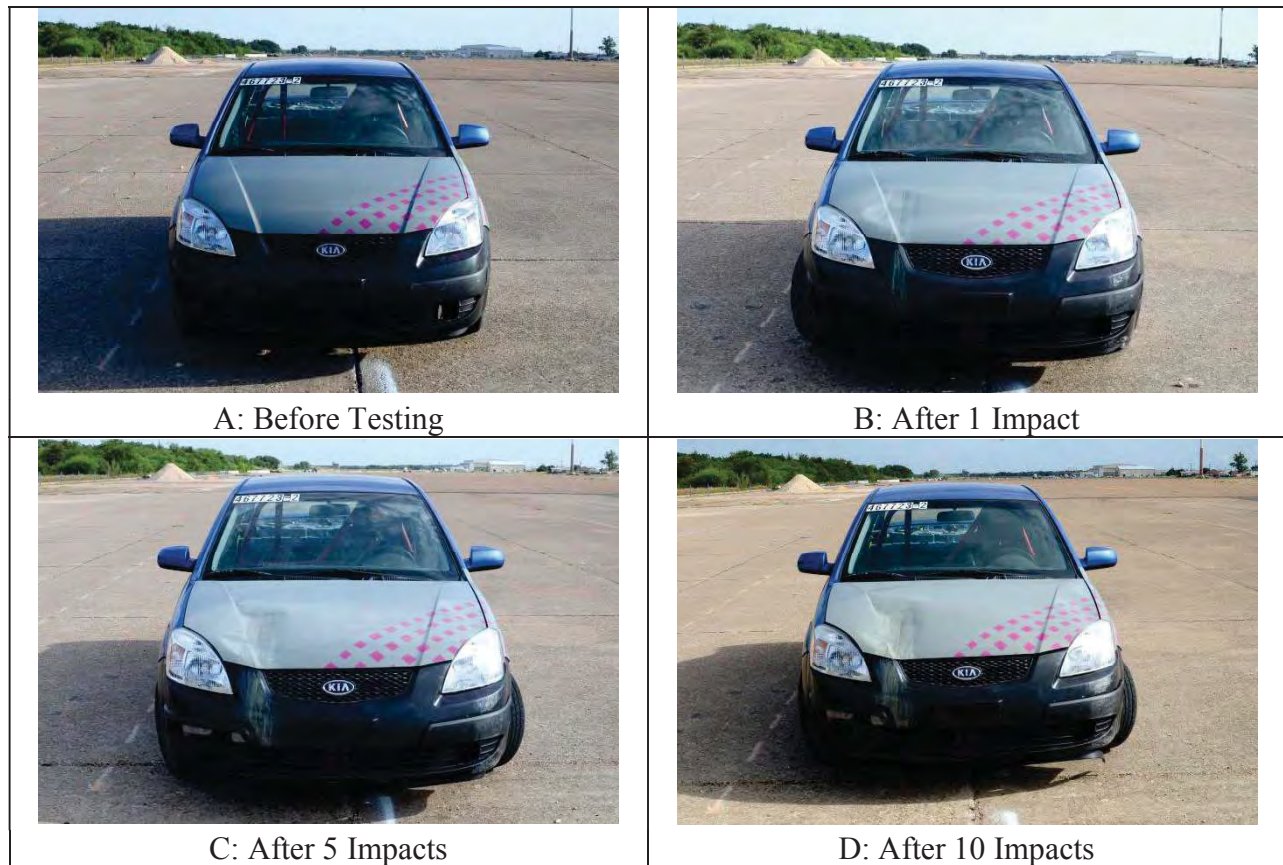 467723-2
KIA
A: Before Testing
467723-2
KIA
B: After 1 Impact
467723-2
KIA
C: After 5 Impacts
467723-2
KIA
D: After 10 Impacts